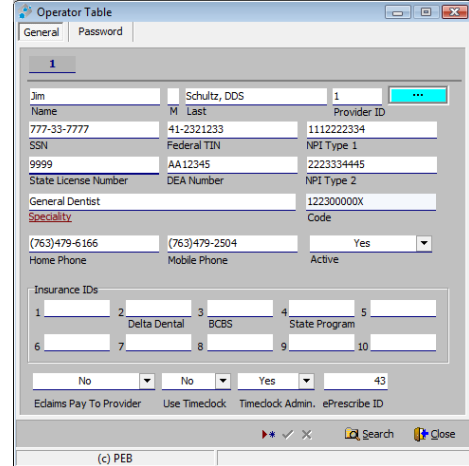 Operator Table
General Password
1
Jim Schultz, DDS 1 ...
Name M Last Provider ID
777-33-7777 41-2321233 1112222334
SSN Federal TIN NPI Type 1
9999 AA12345 2223334445
State License Number DEA Number NPI Type 2
General Dentist 122300000X
Speciality Code
(763)479-6166 (763)479-2504 Yes
Home Phone Mobile Phone Active
Insurance IDs
1 2 3 4 5
Delta Dental BCBS State Program
6 7 8 9 10
No No Yes 43
Eclaims Pay To Provider Use Timeclock Timeclock Admin. ePrescribe ID
Search Close
(c) PEB